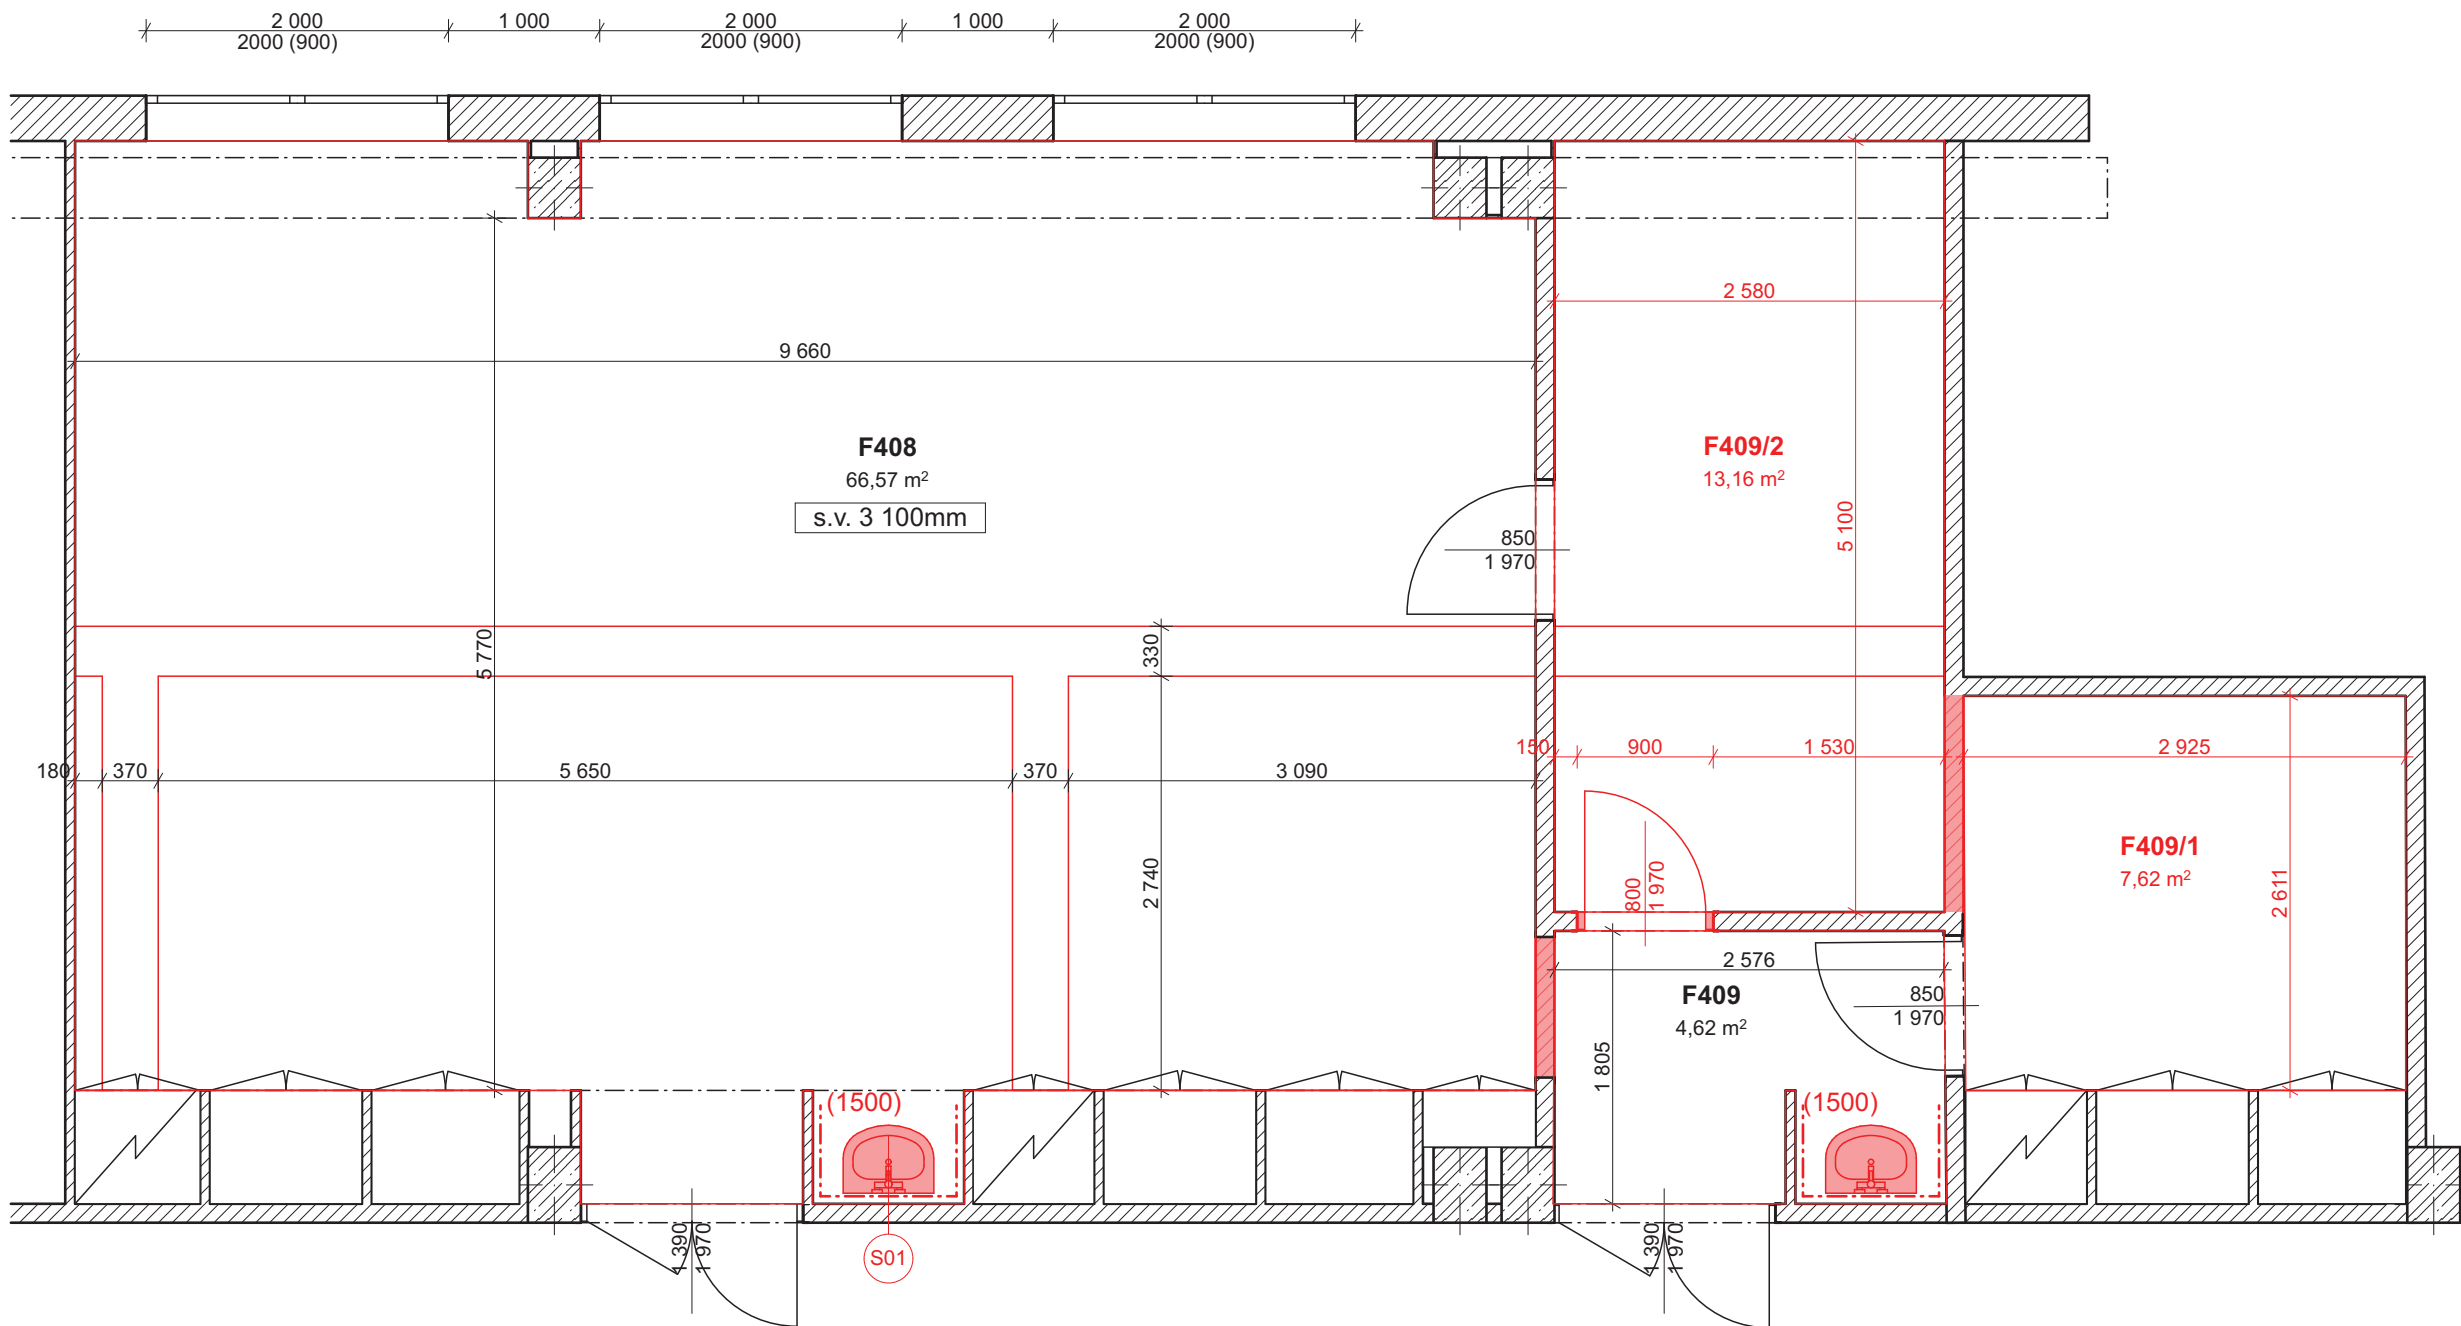 2 000 1 000 2 000 1 000 2 000
2000 (900) 2000 (900) 2000 (900)
2 580
9 660
F408
66,57 m²
s.v. 3 100mm
F409/2
13,16 m²
5 100
850
1 970
5 770
330
150 900 1 530 2 925
180 370 5 650 370 3 090
2 740
800
1 970
F409/1
7,62 m²
2 611
2 576
F409
4,62 m²
850
1 970
1 805
(1500)
(1500)
1 390
1 970
S01
1 390
1 970